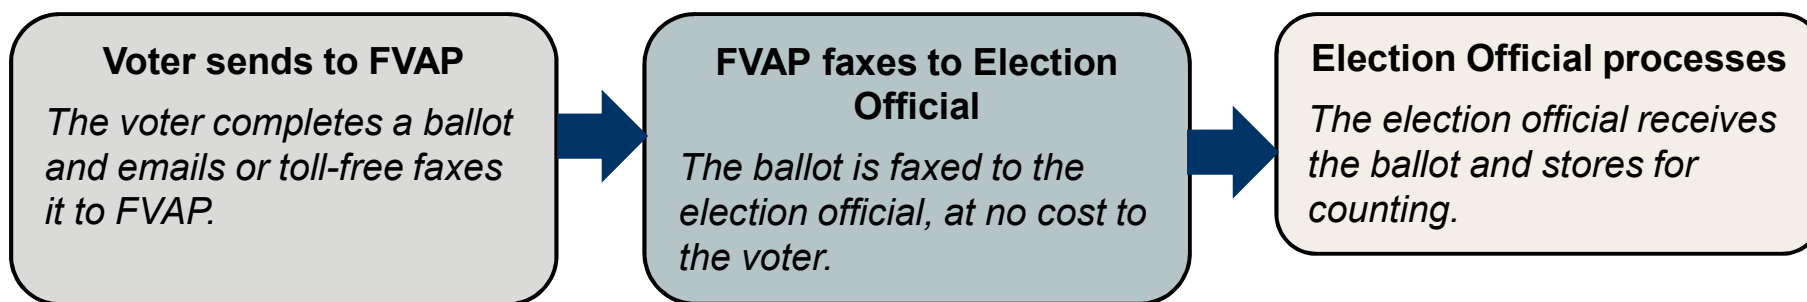 Voter sends to FVAP
The voter completes a ballot
and emails or toll-free faxes
it to FVAP.
FVAP faxes to Election
Official
The ballot is faxed to the
election official, at no cost to
the voter.
Election Official processes
The election official receives
the ballot and stores for
counting.